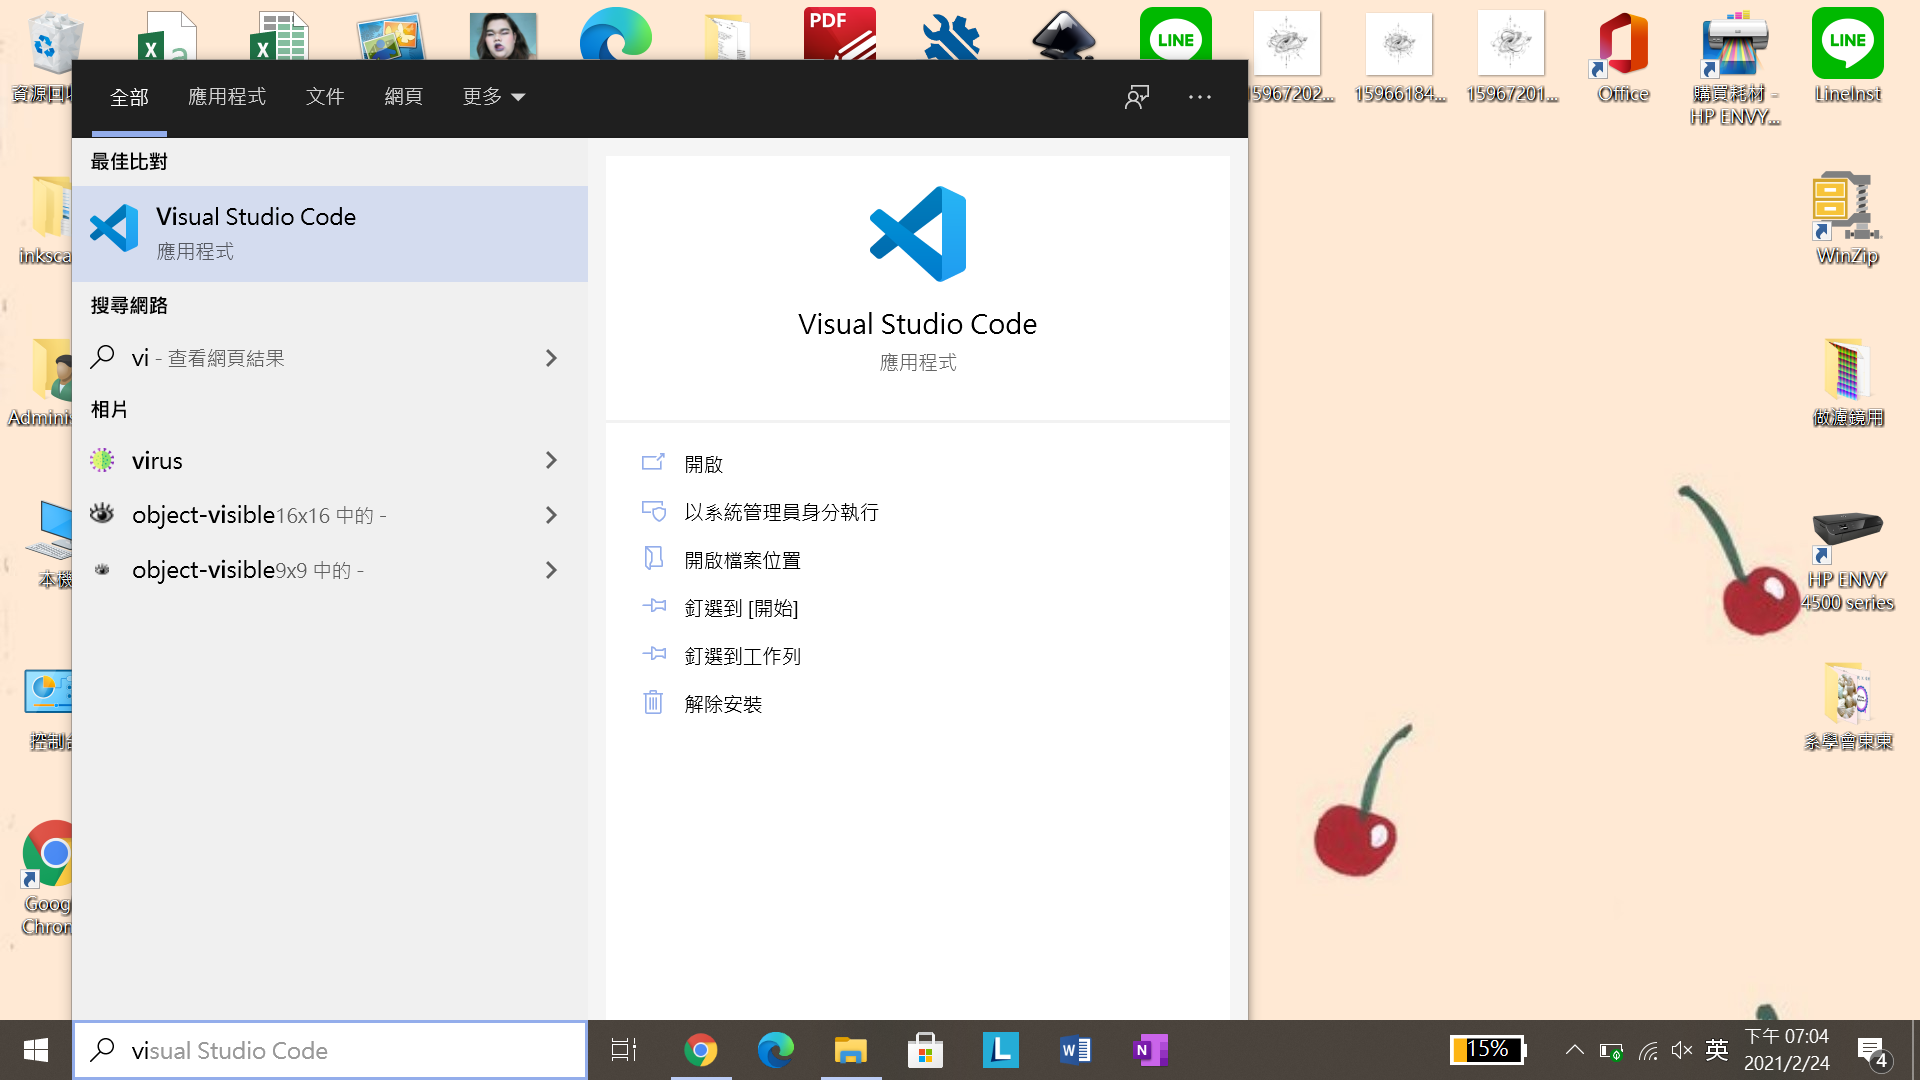 PDF
LINE
LINE
資源回
15967202...
15966184...
15967201...
Office
購買耗材 -
HP ENVY...
LineInst
全部
應用程式
文件
網頁
更多
最佳比對
Visual Studio Code
應用程式
搜尋網路
vi - 查看網頁結果
相片
virus
object-visible16x16 中的 -
object-visible9x9 中的 -
Visual Studio Code
應用程式
開啟
以系統管理員身分執行
開啟檔案位置
釘選到 [開始]
釘選到工作列
解除安裝
inksca
Adminis
本機
控制
Goog
Chrom
WinZip
做濾鏡用
HP ENVY
4500 series
系學會東東
visual Studio Code
15%
英
下午 07:04
2021/2/24
4